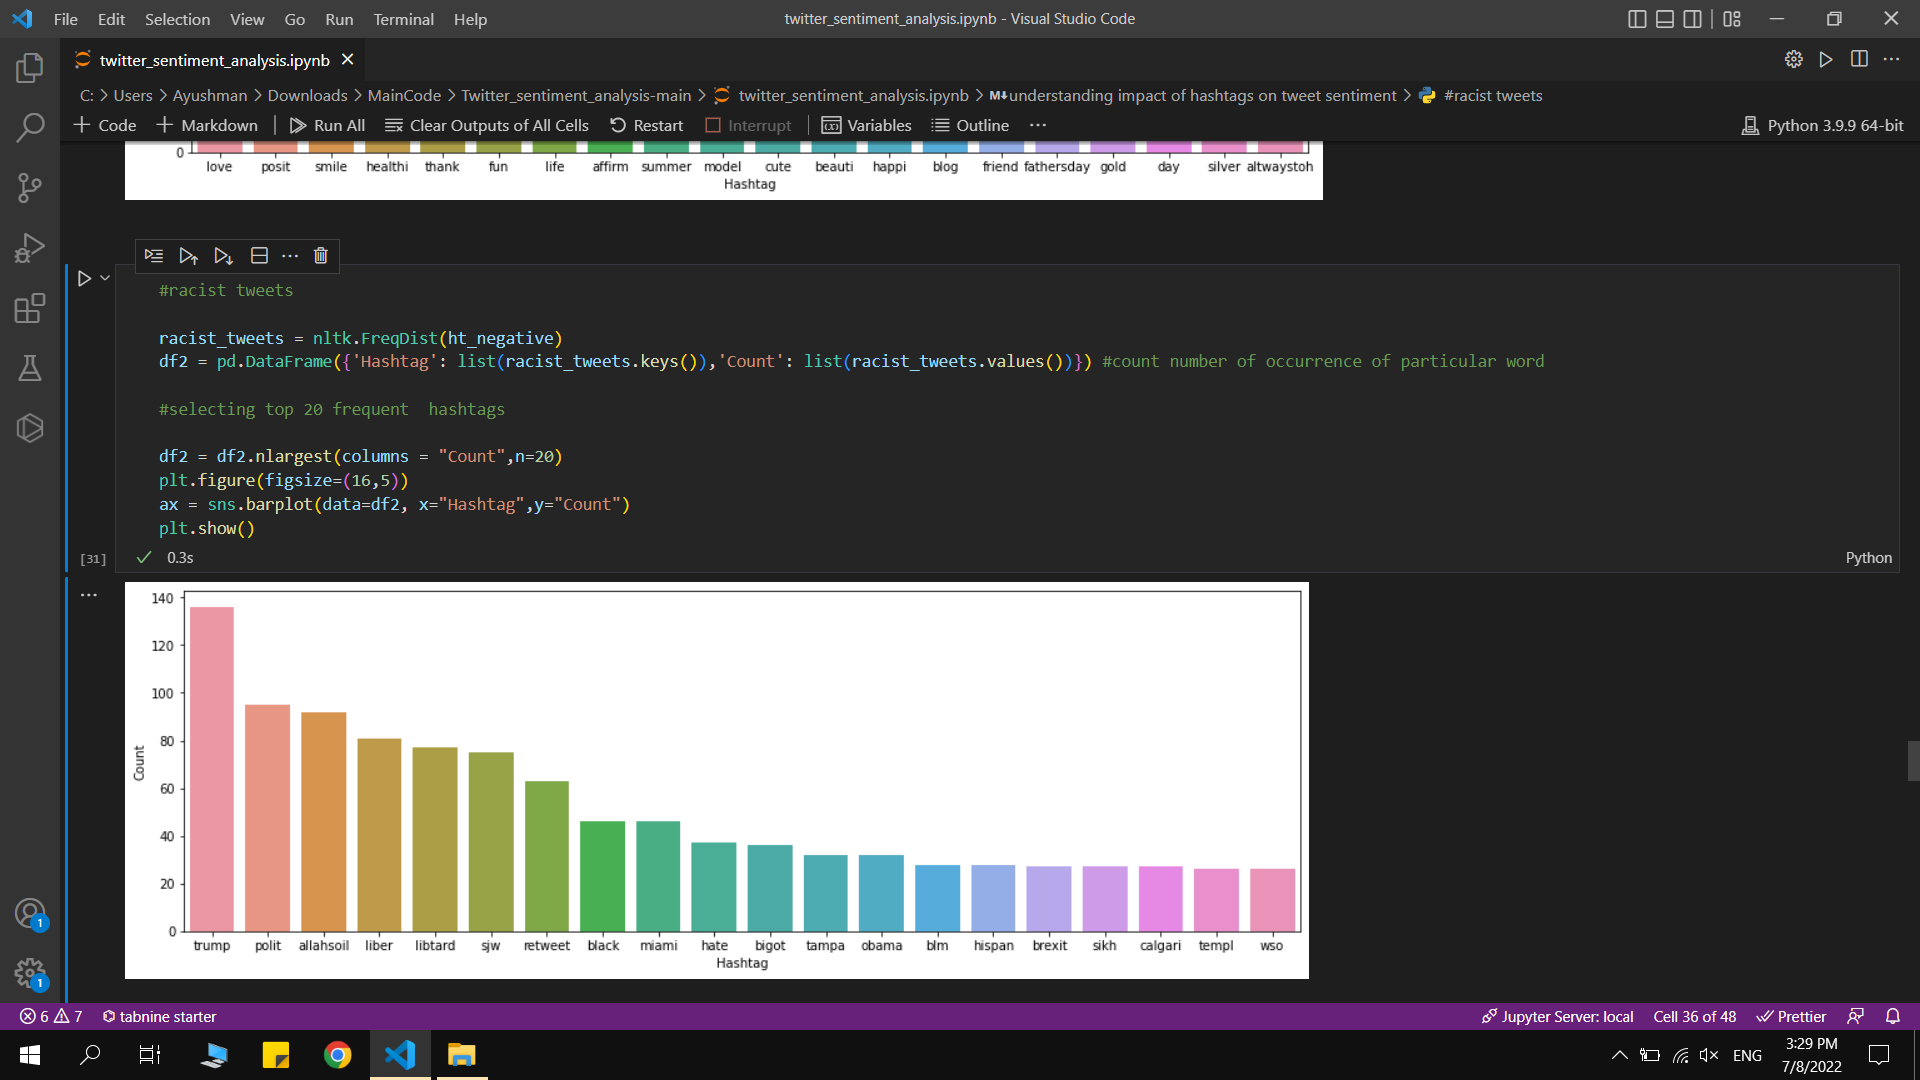 File Edit Selection View Go Run Terminal Help
twitter_sentiment_analysis.ipynb - Visual Studio Code
twitter_sentiment_analysis.ipynb
C: > Users > Ayushman > Downloads > MainCode > Twitter_sentiment_analysis-main > twitter_sentiment_analysis.ipynb > M↓understanding impact of hashtags on tweet sentiment > #racist tweets
+ Code + Markdown Run All Clear Outputs of All Cells Restart Interrupt Variables Outline ··· Python 3.9.9 64-bit
0
love posit smile healthi thank fun life affirm summer model cute beauti happi blog friend fathersday gold day silver altwaystoh
Hashtag
#racist tweets
racist_tweets = nltk.FreqDist(ht_negative)
df2 = pd.DataFrame({'Hashtag': list(racist_tweets.keys()),'Count': list(racist_tweets.values())}) #count number of occurrence of particular word
#selecting top 20 frequent  hashtags
df2 = df2.nlargest(columns = "Count",n=20)
plt.figure(figsize=(16,5))
ax = sns.barplot(data=df2, x="Hashtag",y="Count")
plt.show()
[31] 0.3s Python
140
120
100
80
60
40
20
0
Count
trump polit allahsoil liber libtard sjw retweet black miami hate bigot tampa obama blm hispan brexit sikh calgari templ wso
Hashtag
6 7 tabnine starter Jupyter Server: local Cell 36 of 48 Prettier
1
1
ENG
3:29 PM
7/8/2022